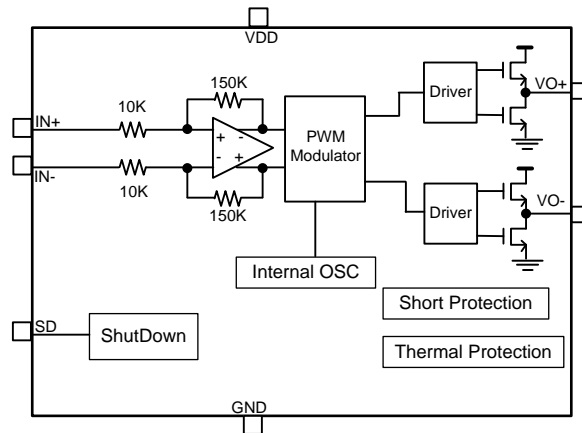 VDD
150K
IN+
10K
+ -
- +
IN-
10K
150K
PWM
Modulator
Driver
VO+
Driver
VO-
Internal OSC
Short Protection
SD
ShutDown
Thermal Protection
GND